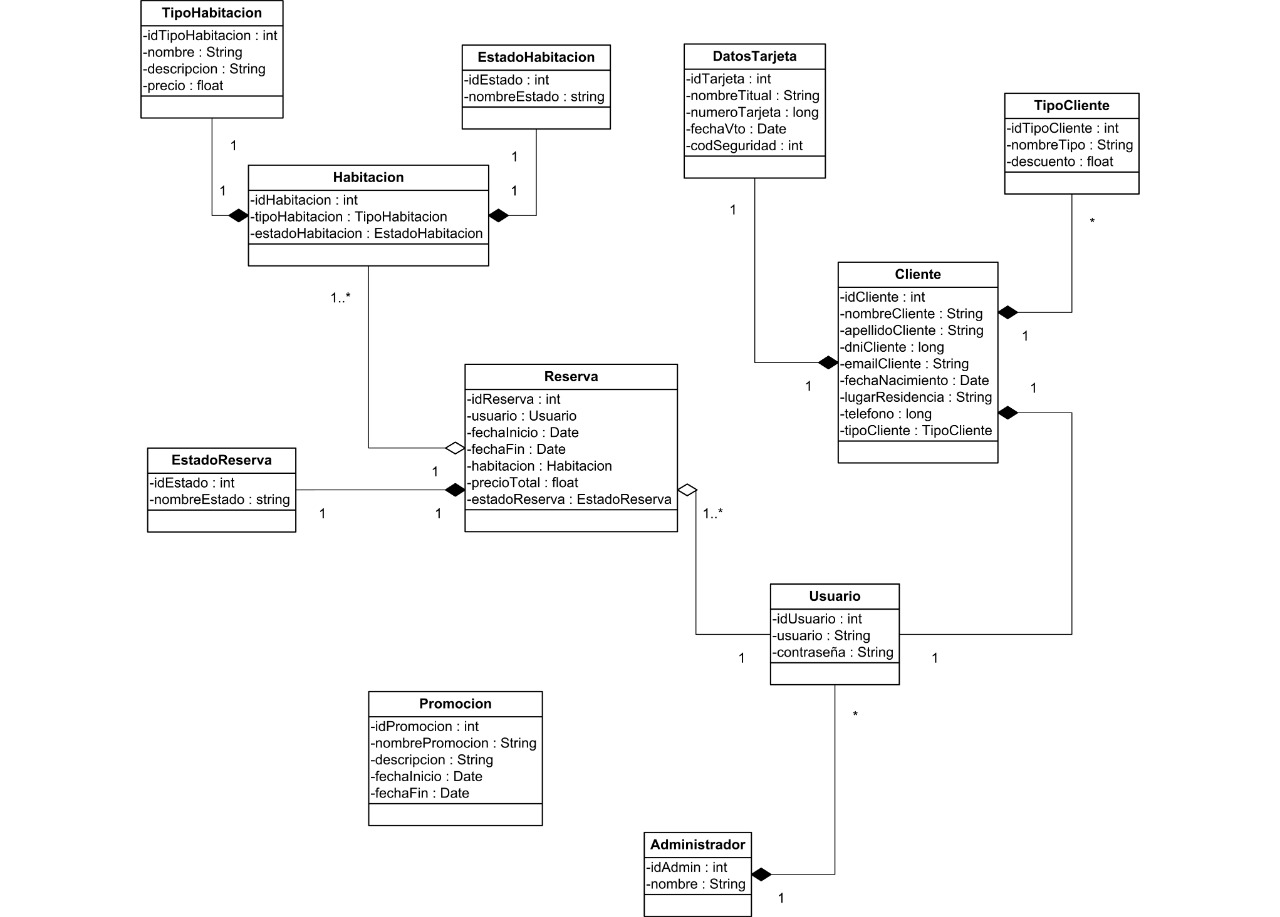 TipoHabitacion
-idTipoHabitacion : int
-nombre : String
-descripcion : String
-precio : float
EstadoHabitacion
-idEstado : int
-nombreEstado : string
DatosTarjeta
-idTarjeta : int
-nombreTitual : String
-numeroTarjeta : long
-fechaVto : Date
-codSeguridad : int
TipoCliente
-idTipoCliente : int
-nombreTipo : String
-descuento : float
1
1
1
1
Habitacion
-idHabitacion : int
-tipoHabitacion : TipoHabitacion
-estadoHabitacion : EstadoHabitacion
1
*
1..*
Cliente
-idCliente : int
-nombreCliente : String
-apellidoCliente : String
-dniCliente : long
-emailCliente : String
-fechaNacimiento : Date
-lugarResidencia : String
-telefono : long
-tipoCliente : TipoCliente
1
1
1
Reserva
-idReserva : int
-usuario : Usuario
-fechaInicio : Date
-fechaFin : Date
-habitacion : Habitacion
-precioTotal : float
-estadoReserva : EstadoReserva
1
EstadoReserva
-idEstado : int
-nombreEstado : string
1
1
1..*
Usuario
-idUsuario : int
-usuario : String
-contraseña : String
1
1
*
Promocion
-idPromocion : int
-nombrePromocion : String
-descripcion : String
-fechaInicio : Date
-fechaFin : Date
Administrador
-idAdmin : int
-nombre : String
1